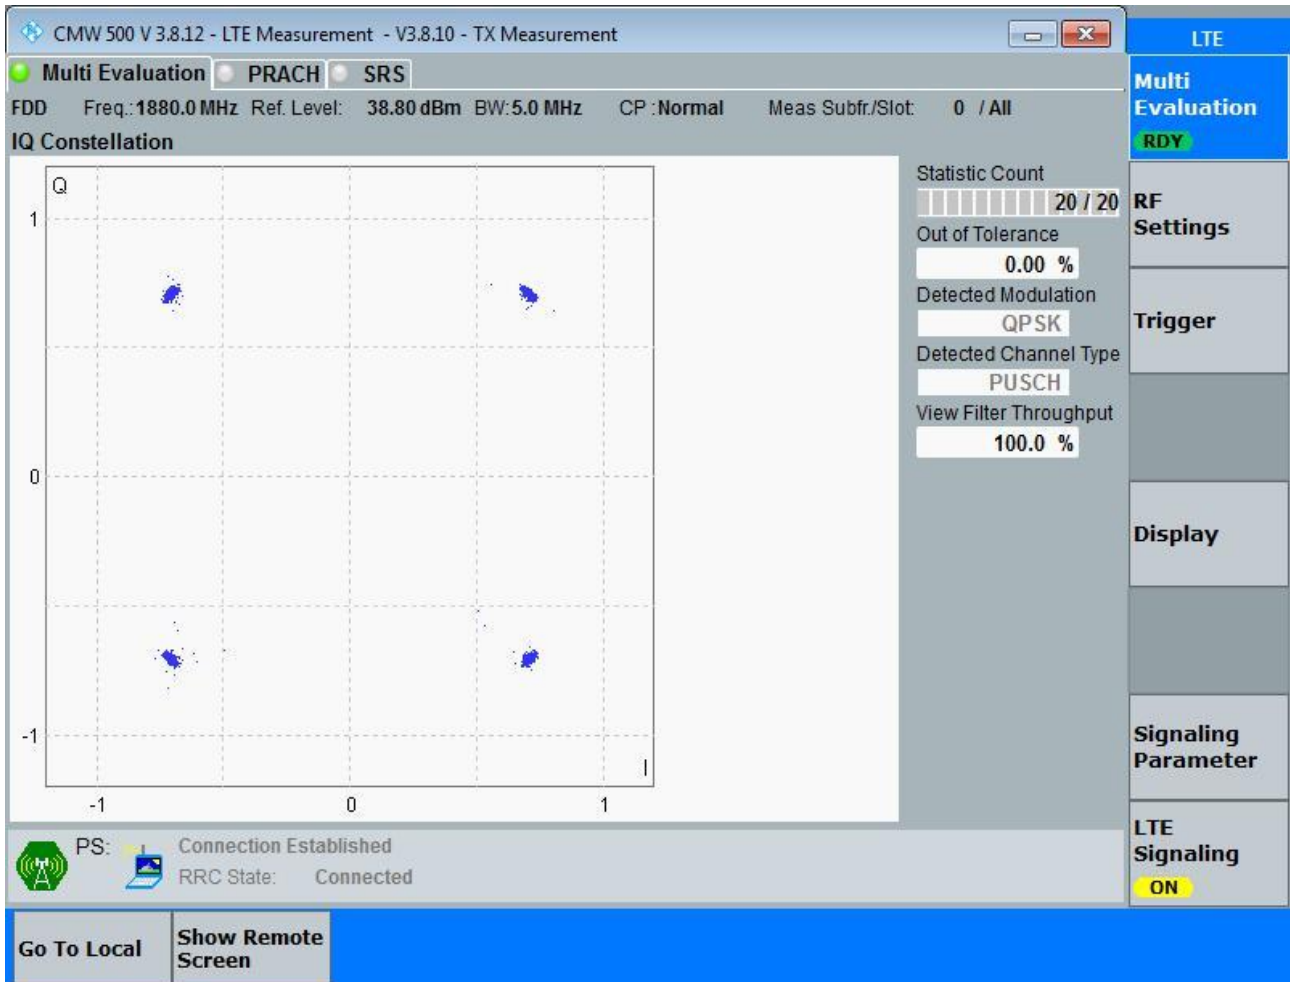 CMW 500 V 3.8.12 - LTE Measurement - V3.8.10 - TX Measurement
LTE
Multi Evaluation PRACH SRS
Multi
Evaluation
RDY
FDD Freq.: 1880.0 MHz Ref. Level: 38.80 dBm BW: 5.0 MHz CP : Normal Meas Subfr./Slot: 0 / All
IQ Constellation
Q
1
0
-1
I
-1 0 1
Statistic Count
20 / 20
Out of Tolerance
0.00 %
Detected Modulation
QPSK
Detected Channel Type
PUSCH
View Filter Throughput
100.0 %
RF
Settings
Trigger
Display
Signaling
Parameter
LTE
Signaling
ON
PS: Connection Established
RRC State: Connected
Go To Local
Show Remote
Screen